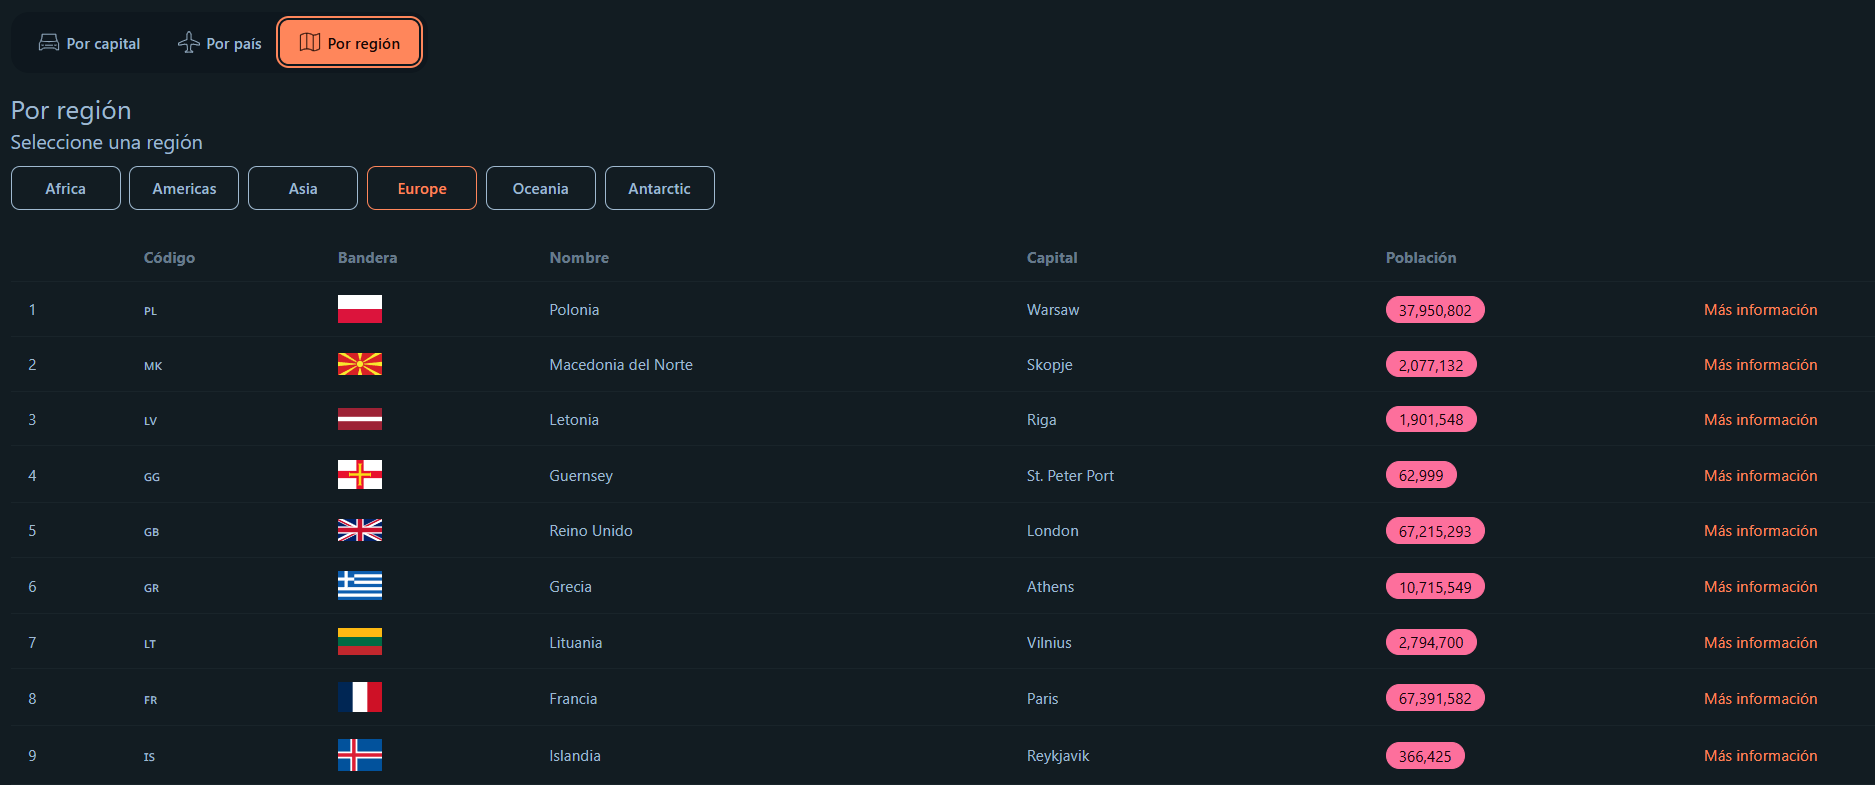 Por capital Por país Por región
Por región
Seleccione una región
Africa Americas Asia Europe Oceania Antarctic
Código Bandera Nombre Capital Población
1 PL Polonia Warsaw 37,950,802 Más información
2 MK Macedonia del Norte Skopje 2,077,132 Más información
3 LV Letonia Riga 1,901,548 Más información
4 GG Guernsey St. Peter Port 62,999 Más información
5 GB Reino Unido London 67,215,293 Más información
6 GR Grecia Athens 10,715,549 Más información
7 LT Lituania Vilnius 2,794,700 Más información
8 FR Francia Paris 67,391,582 Más información
9 IS Islandia Reykjavik 366,425 Más información